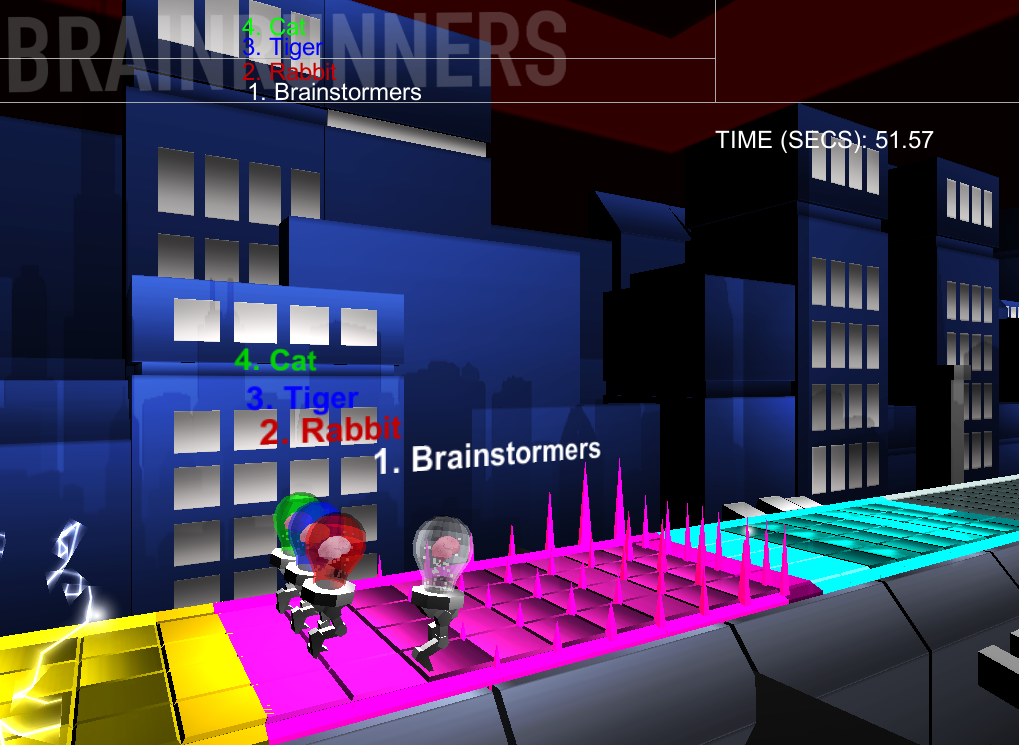 BRAINRUNNERS
4. Cat
3. Tiger
2. Rabbit
1. Brainstormers
TIME (SECS): 51.57
4. Cat
3. Tiger
2. Rabbit
1. Brainstormers